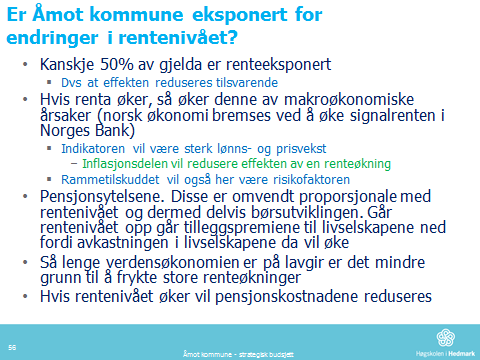 Er Åmot kommune eksponert for
endringer i rentenivået?
• Kanskje 50% av gjelda er renteeksponert
▪ Dvs at effekten reduseres tilsvarende
• Hvis renta øker, så øker denne av makroøkonomiske
årsaker (norsk økonomi bremses ved å øke signalrenten i
Norges Bank)
▪ Indikatoren vil være sterk lønns- og prisvekst
– Inflasjonsdelen vil redusere effekten av en renteøkning
▪ Rammetilskuddet vil også her være risikofaktoren
• Pensjonsytelsene. Disse er omvendt proporsjonale med
rentenivået og dermed delvis børsutviklingen. Går
rentenivået opp går tilleggspremiene til livselskapene ned
fordi avkastningen i livselskapene da vil øke
• Så lenge verdensøkonomien er på lavgir er det mindre
grunn til å frykte store renteøkninger
• Hvis rentenivået øker vil pensjonskostnadene reduseres
56
Åmot kommune - strategisk budsjett
Høgskolen i Hedmark